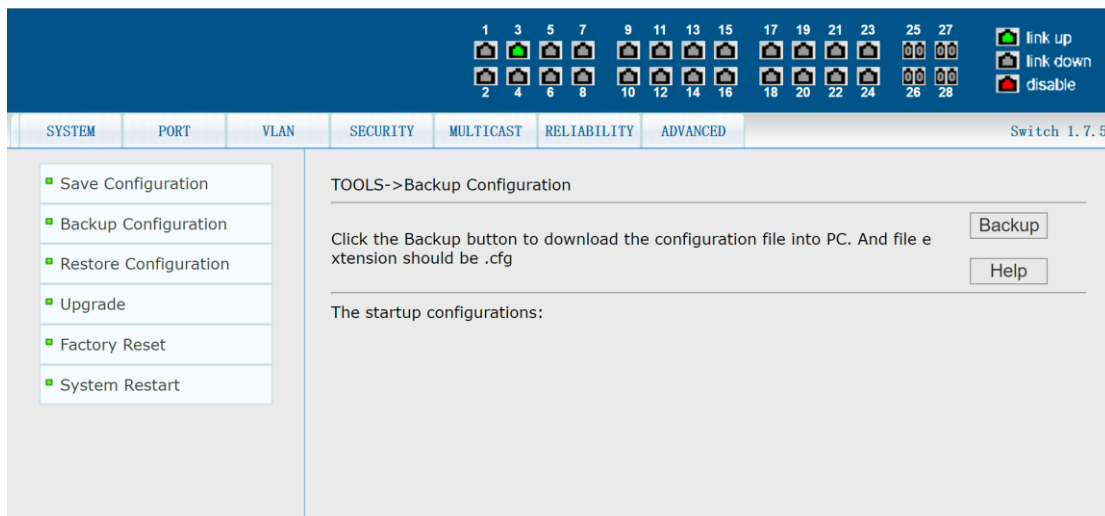 1 3 5 7 9 11 13 15 17 19 21 23 25 27
2 4 6 8 10 12 14 16 18 20 22 24 26 28
link up
link down
disable
SYSTEM PORT VLAN SECURITY MULTICAST RELIABILITY ADVANCED Switch 1.7.5
Save Configuration
Backup Configuration
Restore Configuration
Upgrade
Factory Reset
System Restart
TOOLS->Backup Configuration
Click the Backup button to download the configuration file into PC. And file e
xtension should be .cfg
Backup
Help
The startup configurations: